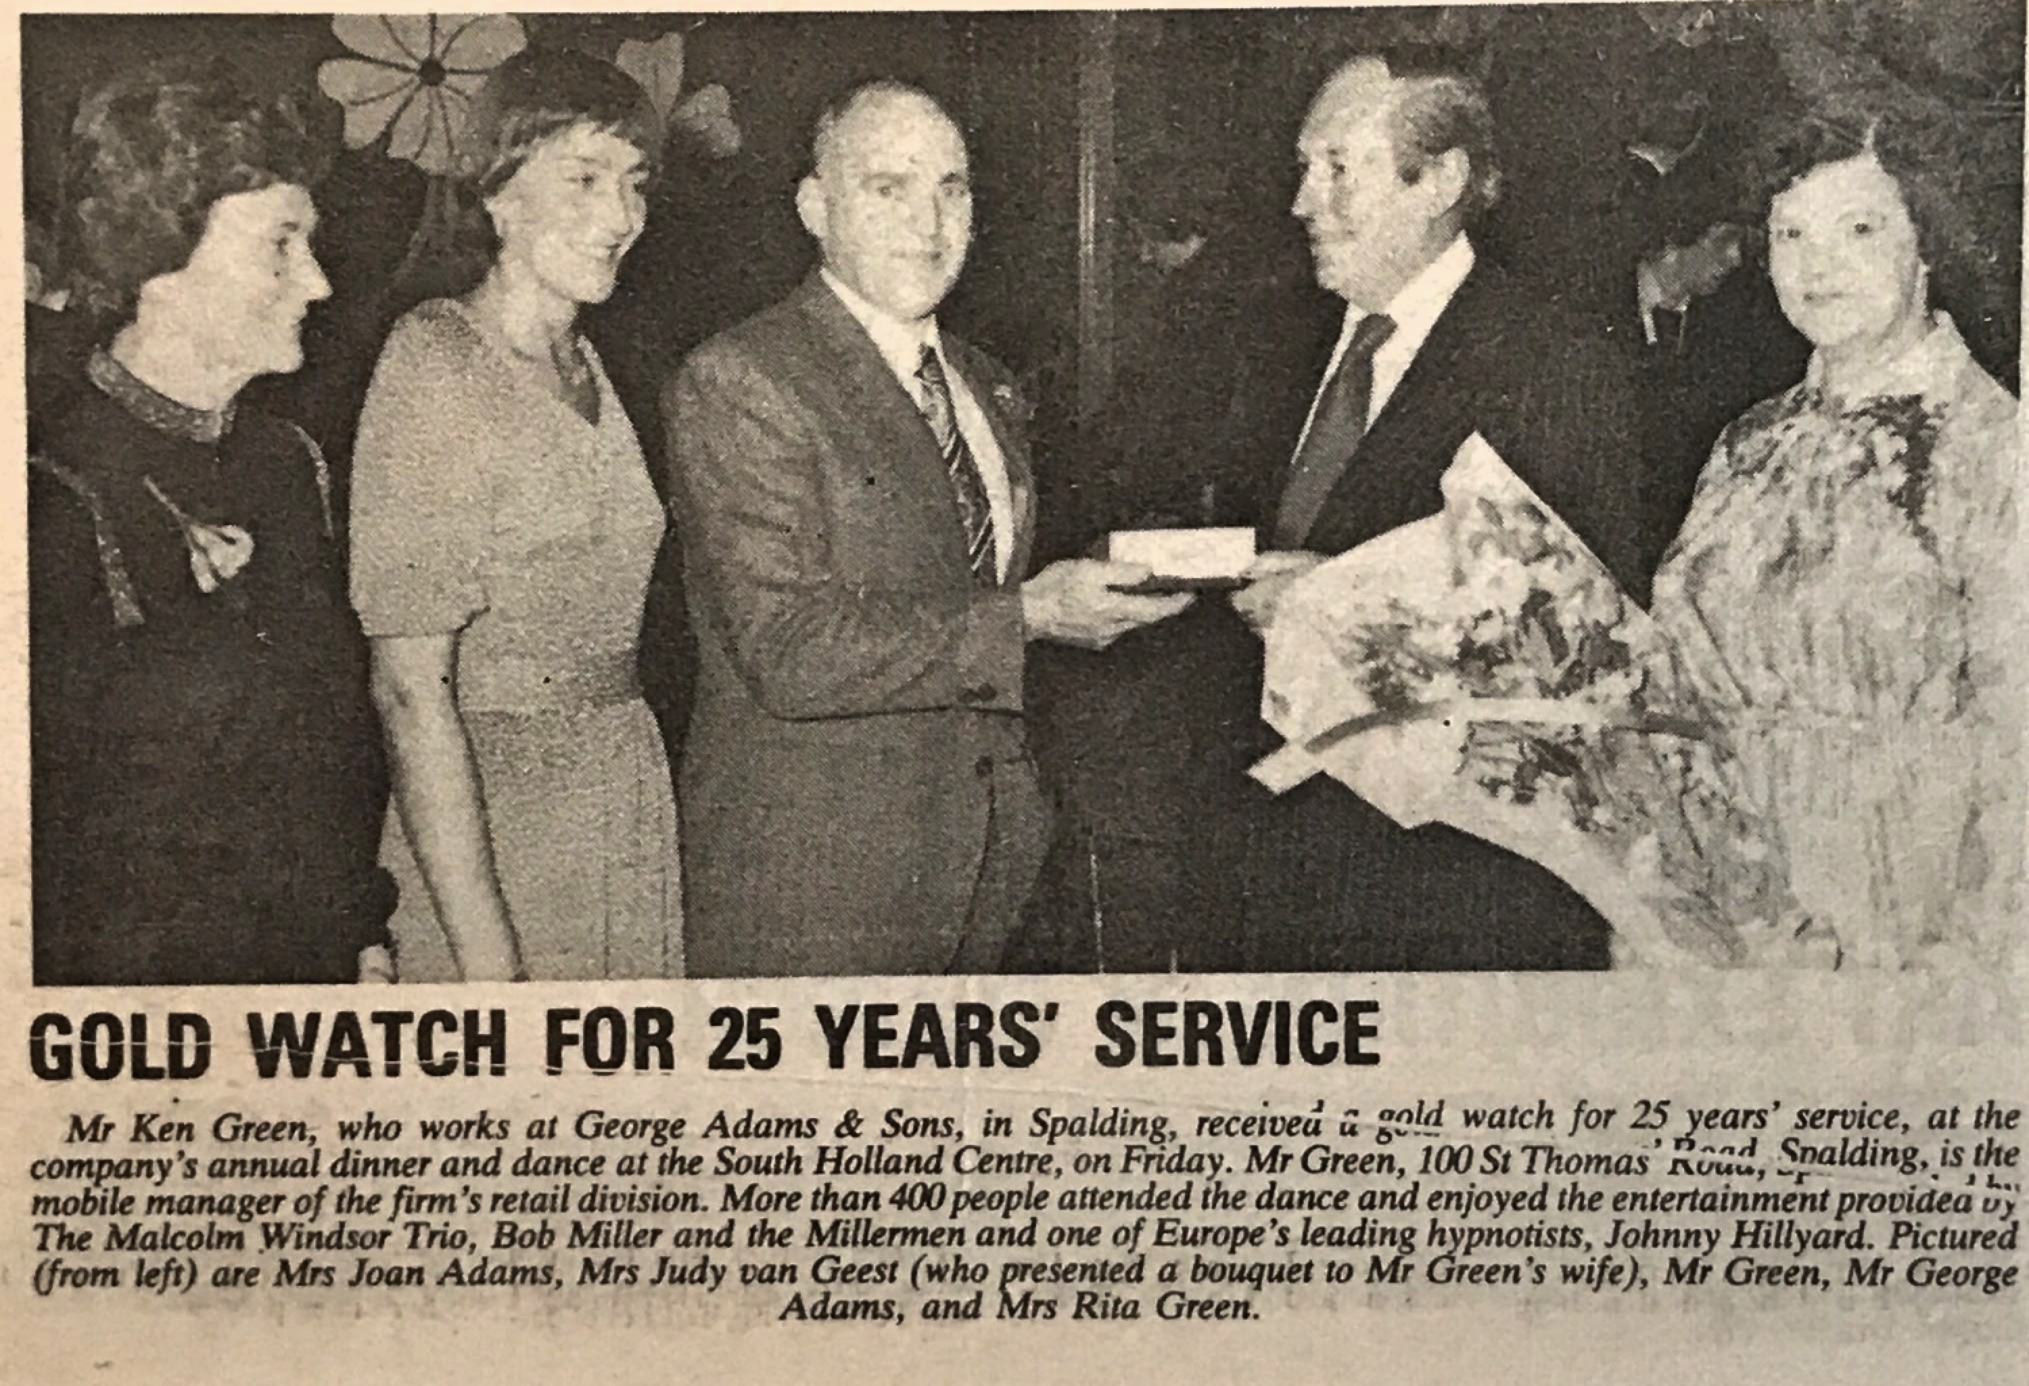 GOLD WATCH FOR 25 YEARS' SERVICE
Mr Ken Green, who works at George Adams & Sons, in Spalding, received a gold watch for 25 years' service, at the
company's annual dinner and dance at the South Holland Centre, on Friday. Mr Green, 100 St Thomas' Road, Spalding, is the
mobile manager of the firm's retail division. More than 400 people attended the dance and enjoyed the entertainment provided by
The Malcolm Windsor Trio, Bob Miller and the Millermen and one of Europe's leading hypnotists, Johnny Hillyard. Pictured
(from left) are Mrs Joan Adams, Mrs Judy van Geest (who presented a bouquet to Mr Green's wife), Mr Green, Mr George
Adams, and Mrs Rita Green.